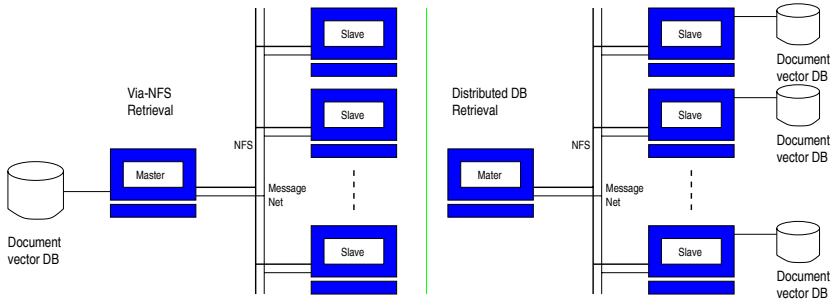 Via-NFS
Retrieval
NFS
Master
Document
vector DB
Message
Net
Slave
Slave
Slave
Distributed DB
Retrieval
NFS
Mater
Message
Net
Slave
Document
vector DB
Slave
Document
vector DB
Slave
Document
vector DB